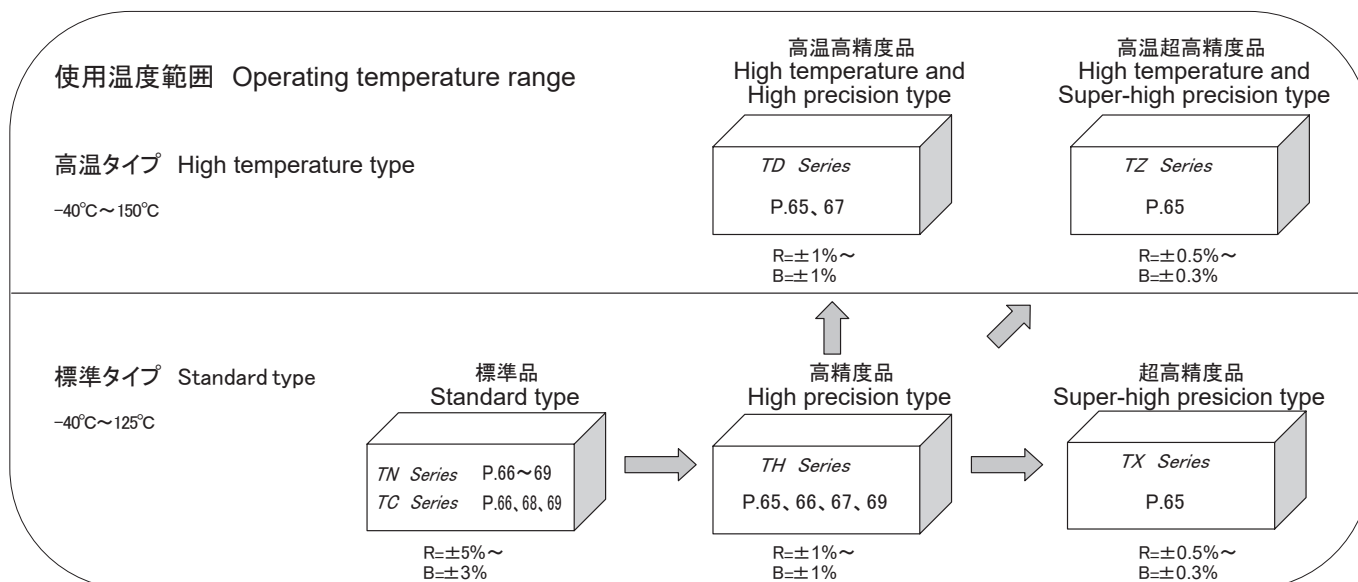 使用温度範囲 Operating temperature range
高温高精度品
High temperature and
High precision type
高温超高精度品
High temperature and
Super-high precision type
高温タイプ High temperature type
-40℃～150℃
TD Series
P.65、67
R=±1%～
B=±1%
TZ Series
P.65
R=±0.5%～
B=±0.3%
標準タイプ Standard type
-40℃～125℃
標準品
Standard type
TN Series P.66～69
TC Series P.66、68、69
R=±5%～
B=±3%
高精度品
High precision type
TH Series
P.65、66、67、69
R=±1%～
B=±1%
超高精度品
Super-high presicion type
TX Series
P.65
R=±0.5%～
B=±0.3%